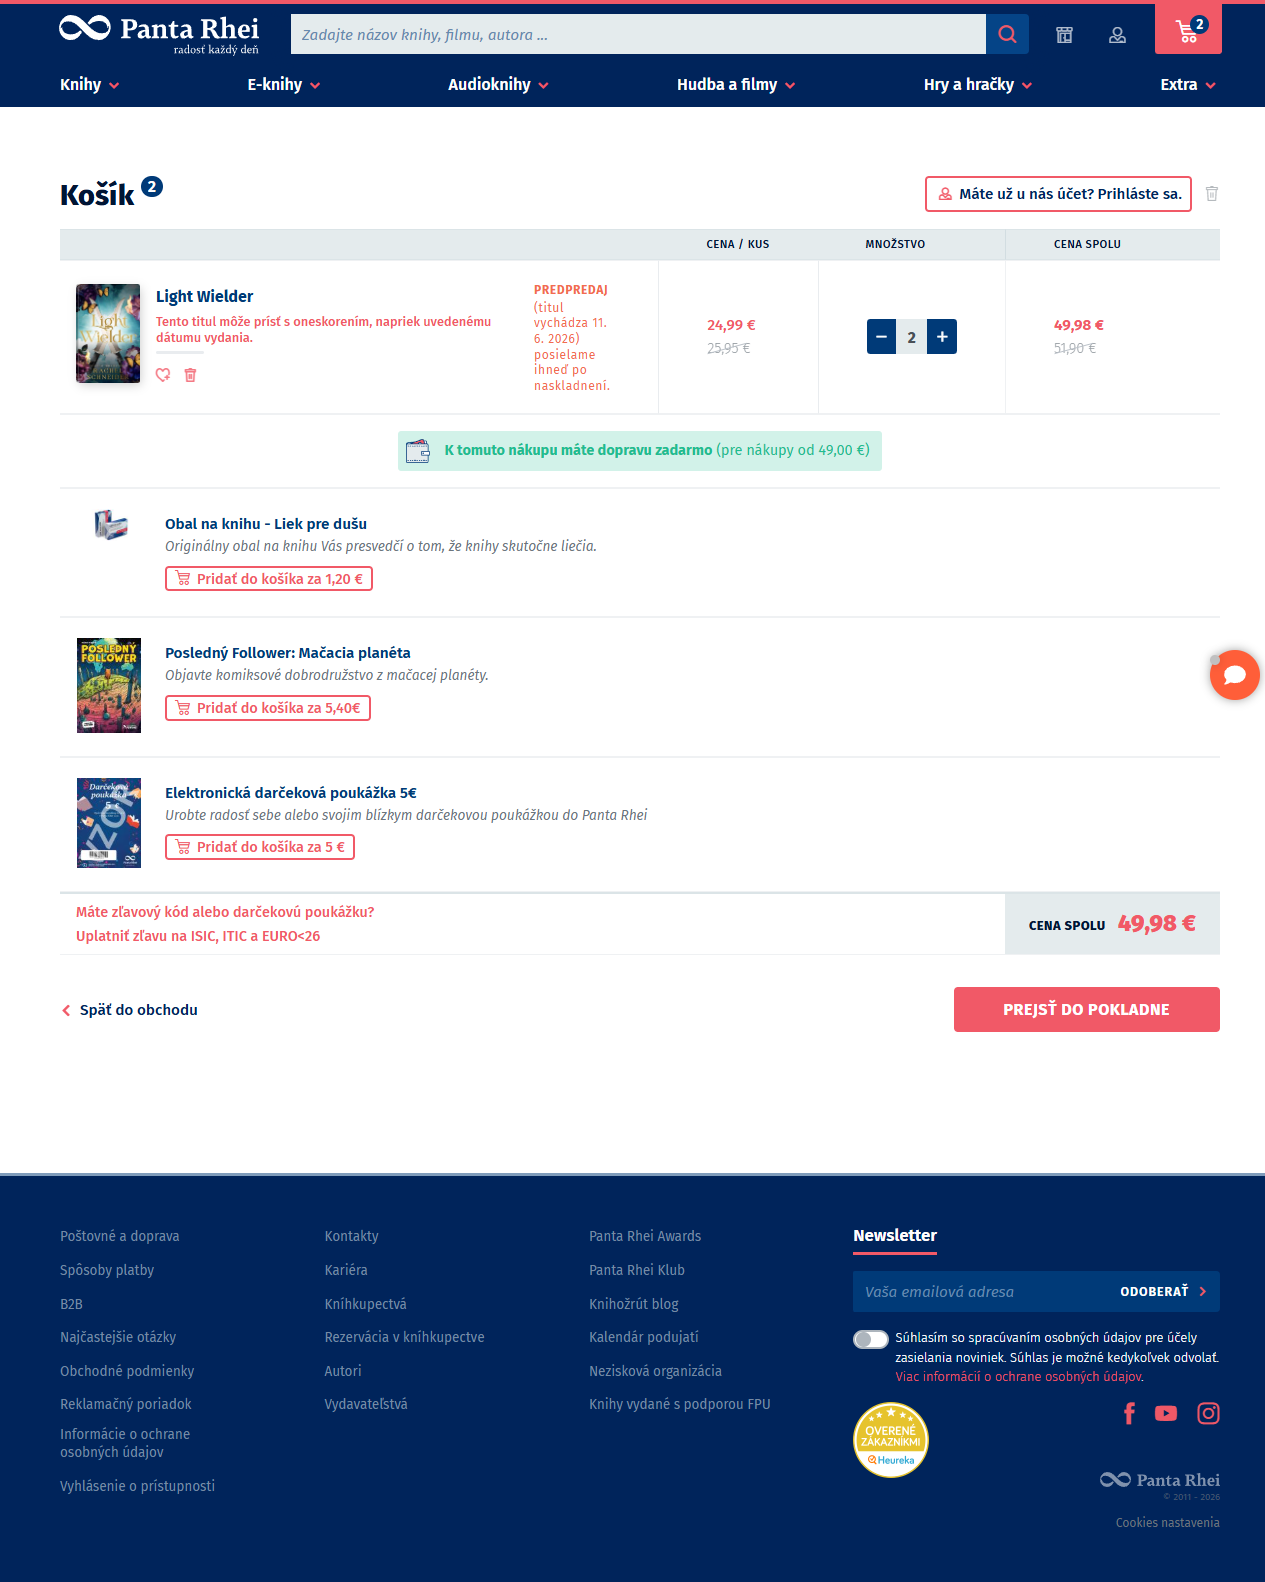 Panta Rhei
radosť každý deň
Zadajte názov knihy, filmu, autora ...
2
Knihy
E-knihy
Audioknihy
Hudba a filmy
Hry a hračky
Extra
Košík 2
Máte už u nás účet? Prihláste sa.
CENA / KUS
MNOŽSTVO
CENA SPOLU
Light Wielder
Light Wielder
Tento titul môže prísť s oneskorením, napriek uvedenému
dátumu vydania.
PREDPREDAJ
(titul
vychádza 11.
6. 2026)
posielame
ihneď po
naskladnení.
24,99 €
25,95 €
− 2 +
49,98 €
51,90 €
K tomuto nákupu máte dopravu zadarmo (pre nákupy od 49,00 €)
Obal na knihu - Liek pre dušu
Originálny obal na knihu Vás presvedčí o tom, že knihy skutočne liečia.
Pridať do košíka za 1,20 €
POSLEDNÝ
FOLLOWER
Posledný Follower: Mačacia planéta
Objavte komiksové dobrodružstvo z mačacej planéty.
Pridať do košíka za 5,40€
Darčeková
poukážka
5 €
Elektronická darčeková poukážka 5€
Urobte radosť sebe alebo svojim blízkym darčekovou poukážkou do Panta Rhei
Pridať do košíka za 5 €
Máte zľavový kód alebo darčekovú poukážku?
Uplatniť zľavu na ISIC, ITIC a EURO<26
CENA SPOLU 49,98 €
Späť do obchodu
PREJSŤ DO POKLADNE
Poštovné a doprava
Spôsoby platby
B2B
Najčastejšie otázky
Obchodné podmienky
Reklamačný poriadok
Informácie o ochrane
osobných údajov
Vyhlásenie o prístupnosti
Kontakty
Kariéra
Kníhkupectvá
Rezervácia v kníhkupectve
Autori
Vydavateľstvá
Panta Rhei Awards
Panta Rhei Klub
Knihožrút blog
Kalendár podujatí
Nezisková organizácia
Knihy vydané s podporou FPU
Newsletter
Vaša emailová adresa
ODOBERAŤ
Súhlasím so spracúvaním osobných údajov pre účely
zasielania noviniek. Súhlas je možné kedykoľvek odvolať.
Viac informácií o ochrane osobných údajov.
OVERENÉ
ZÁKAZNÍKMI
Heureka
Panta Rhei
© 2011 - 2026
Cookies nastavenia